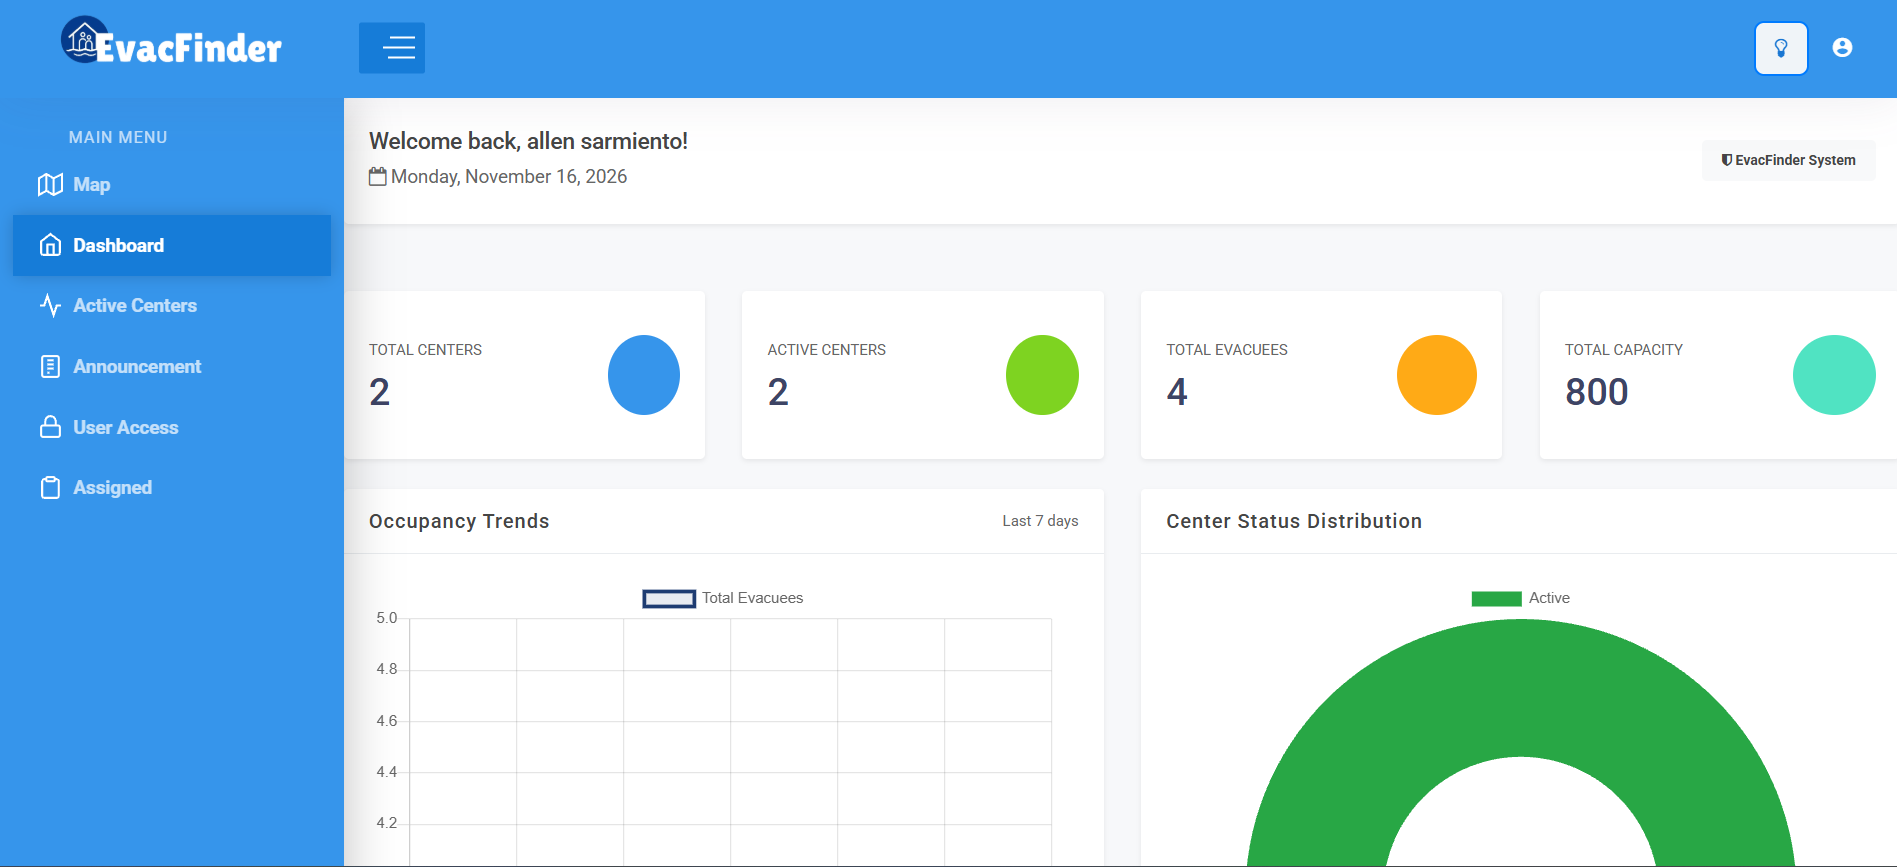 EvacFinder
MAIN MENU
Map
Dashboard
Active Centers
Announcement
User Access
Assigned
Welcome back, allen sarmiento!
Monday, November 16, 2026
EvacFinder System
TOTAL CENTERS
2
ACTIVE CENTERS
2
TOTAL EVACUEES
4
TOTAL CAPACITY
800
Occupancy Trends
Last 7 days
Total Evacuees
5.0
4.8
4.6
4.4
4.2
Center Status Distribution
Active